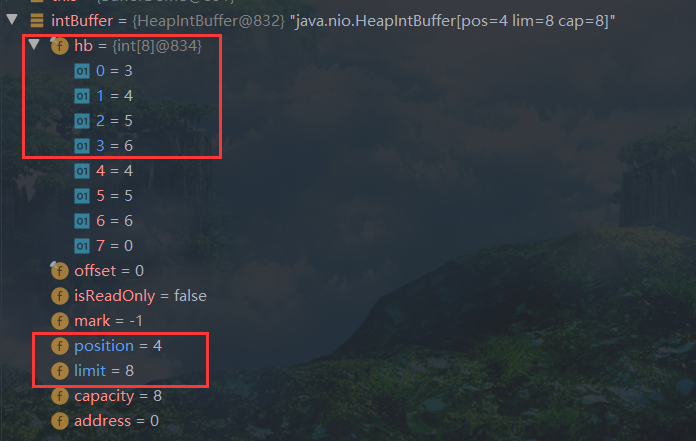 intBuffer = {HeapIntBuffer@832} "java.nio.HeapIntBuffer[pos=4 lim=8 cap=8]"
f hb = {int[8]@834}
01 0 = 3
01 1 = 4
01 2 = 5
01 3 = 6
01 4 = 4
01 5 = 5
01 6 = 6
01 7 = 0
f offset = 0
f isReadOnly = false
f mark = -1
f position = 4
f limit = 8
f capacity = 8
f address = 0